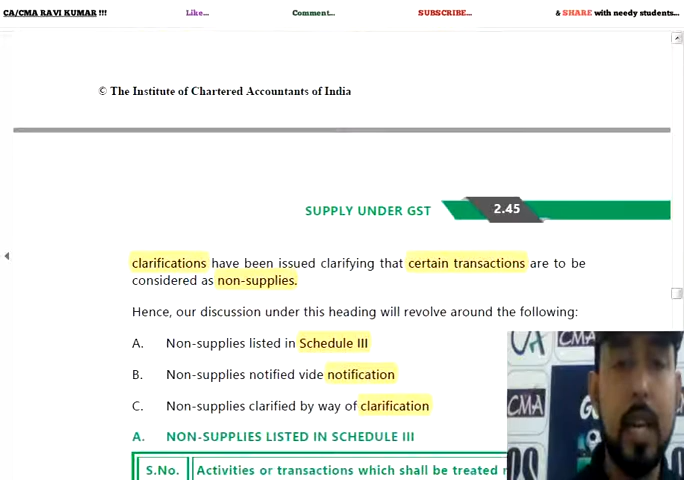 CA/CMA RAVI KUMAR !!! Like... Comment... SUBSCRIBE... & SHARE with needy students...
© The Institute of Chartered Accountants of India
SUPPLY UNDER GST 2.45
clarifications have been issued clarifying that certain transactions are to be
considered as non-supplies.
Hence, our discussion under this heading will revolve around the following:
A. Non-supplies listed in Schedule III
B. Non-supplies notified vide notification
C. Non-supplies clarified by way of clarification
A. NON-SUPPLIES LISTED IN SCHEDULE III
S.No. Activities or transactions which shall be treated
CMA
CMA